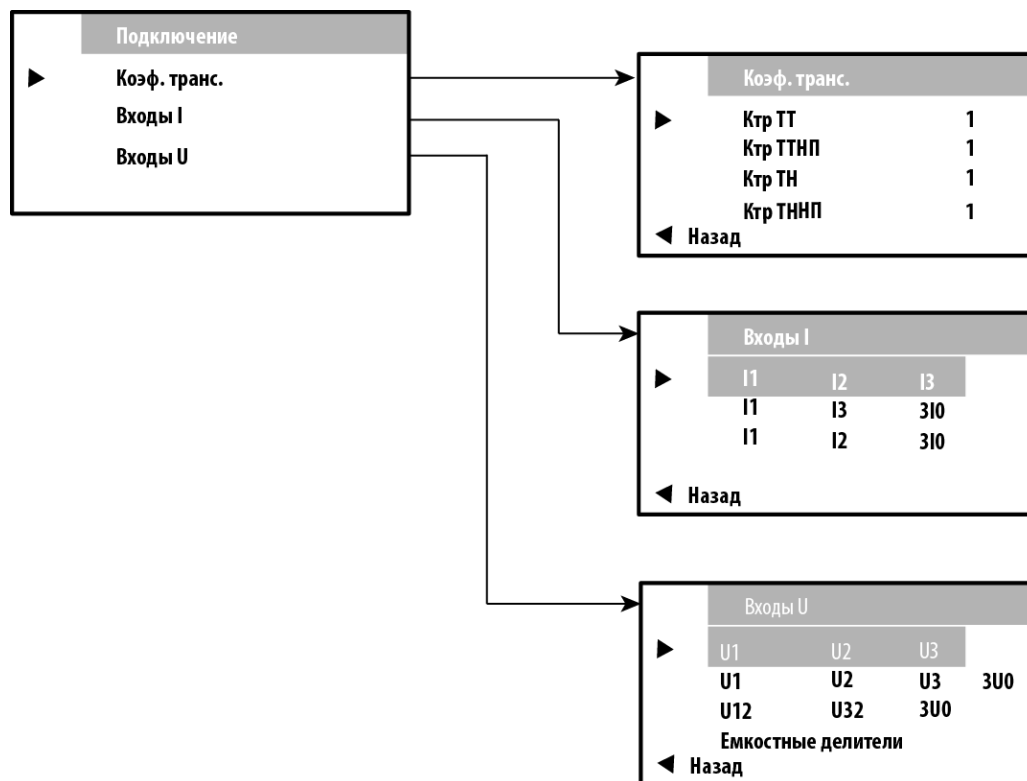 Подключение
Коэф. транс.
Входы I
Входы U
Коэф. транс.
Ктр ТТ 1
Ктр ТТНП 1
Ктр ТН 1
Ктр ТННП 1
Назад
Входы I
I1 I2 I3
I1 I3 3I0
I1 I2 3I0
Назад
Входы U
U1 U2 U3
U1 U2 U3 3U0
U12 U32 3U0
Емкостные делители
Назад